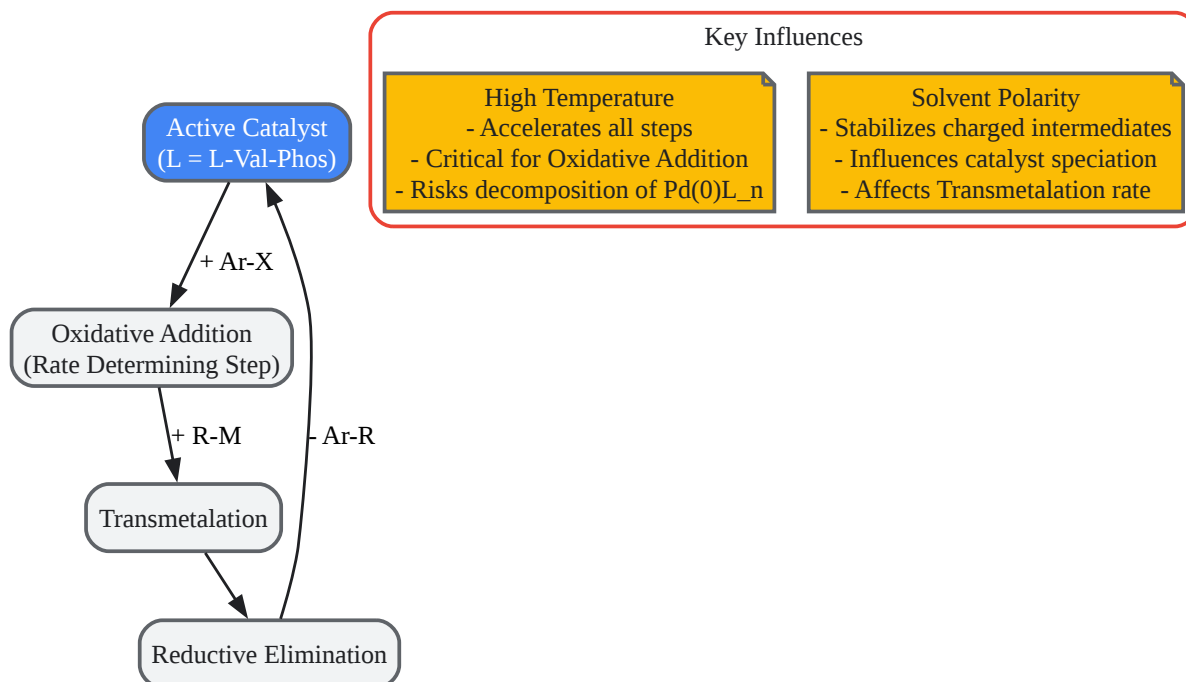 Key Influences
High Temperature
- Accelerates all steps
- Critical for Oxidative Addition
- Risks decomposition of Pd(0)L_n
Solvent Polarity
- Stabilizes charged intermediates
- Influences catalyst speciation
- Affects Transmetalation rate
Active Catalyst
(L = L-Val-Phos)
+ Ar-X
Oxidative Addition
(Rate Determining Step)
+ R-M
- Ar-R
Transmetalation
Reductive Elimination